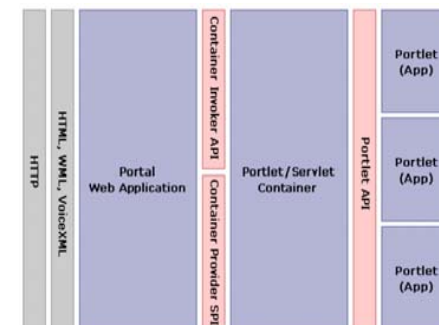 HTTP
HTML, WML, VoiceXML
Portal
Web Application
Container Invoker API
Container Provider SPI
Portlet/Servlet
Container
Portlet API
Portlet
(App)
Portlet
(App)
Portlet
(App)